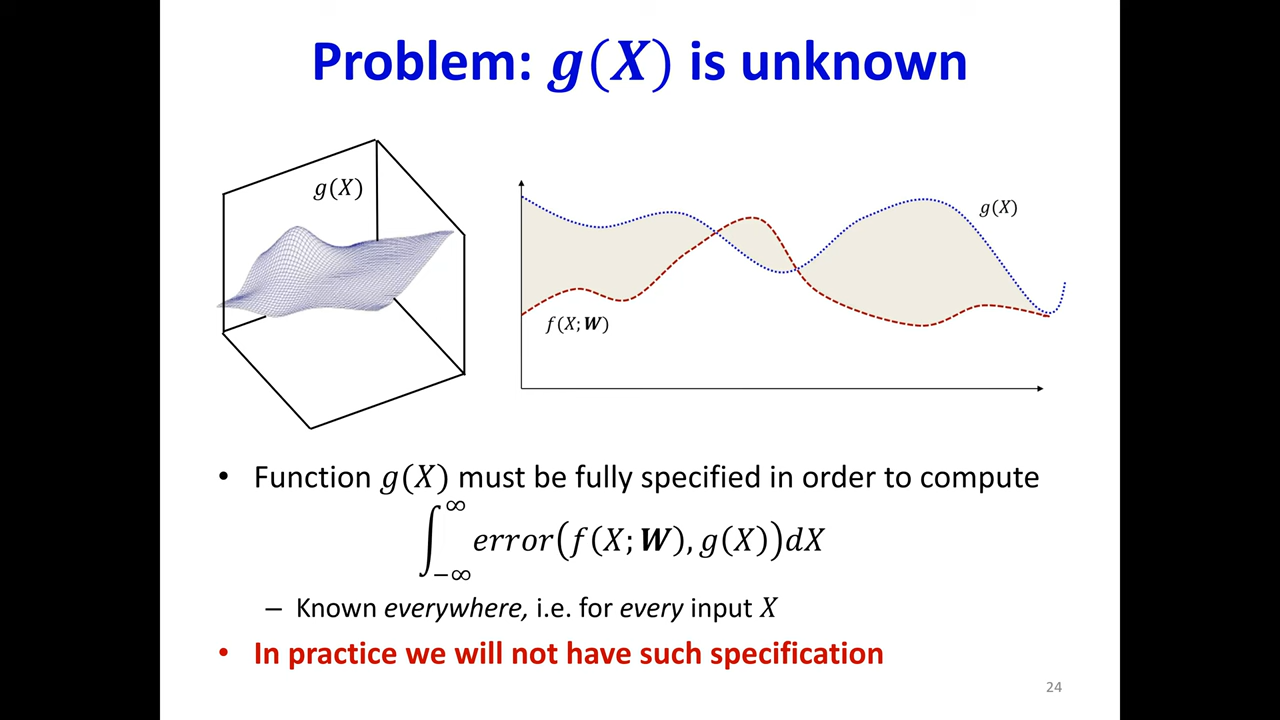 Problem: g(X) is unknown
g(X)
g(X)
f(X; W)
• Function g(X) must be fully specified in order to compute
∫_{−∞}^{∞} error(f(X; W), g(X))dX
– Known everywhere, i.e. for every input X
• In practice we will not have such specification
24